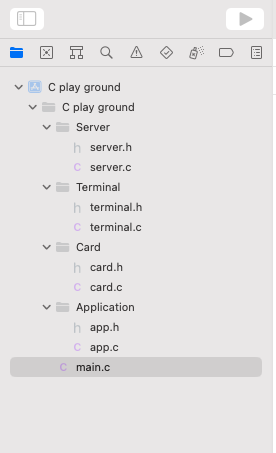 C play ground
C play ground
Server
h server.h
C server.c
Terminal
h terminal.h
C terminal.c
Card
h card.h
C card.c
Application
h app.h
C app.c
C main.c